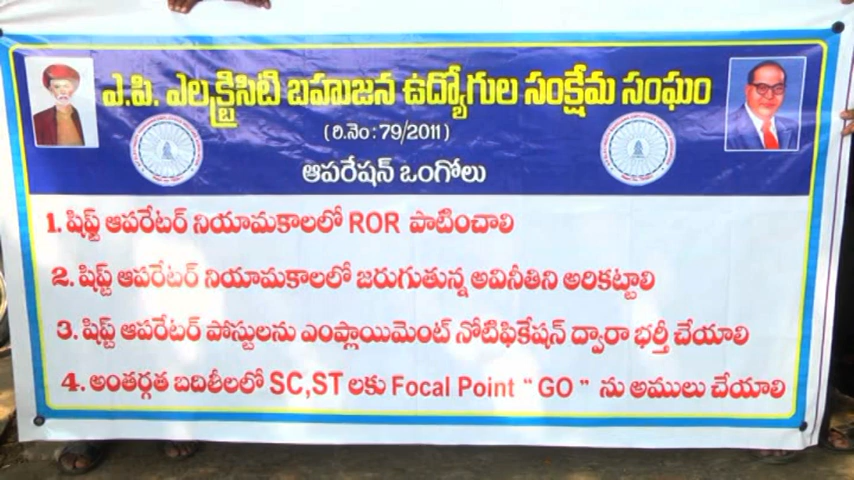 ఎ.పి. ఎలక్ట్రిసిటి బహుజన ఉద్యోగుల సంక్షేమ సంఘం
(రి.నెం : 79/2011)
ఆపరేషన్ ఒంగోలు
1. షిఫ్ట్ ఆపరేటర్ నియామకాలలో ROR పాటించాలి
2. షిఫ్ట్ ఆపరేటర్ నియామకాలలో జరుగుతున్న అవినీతిని అరికట్టాలి
3. షిఫ్ట్ ఆపరేటర్ పోస్టులను ఎంప్లాయిమెంట్ నోటిఫికేషన్ ద్వారా భర్తీ చేయాలి
4. అంతర్గత బదితీలలో SC,ST లకు Focal Point “GO” ను అములు చేయాలి